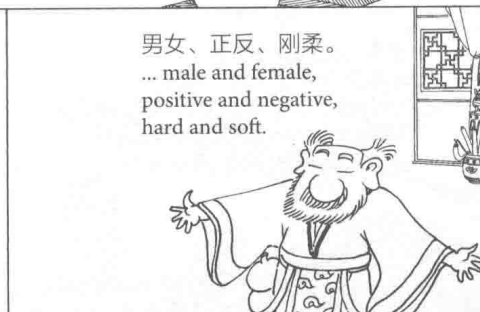 男女、正反、刚柔。
... male and female,
positive and negative,
hard and soft.